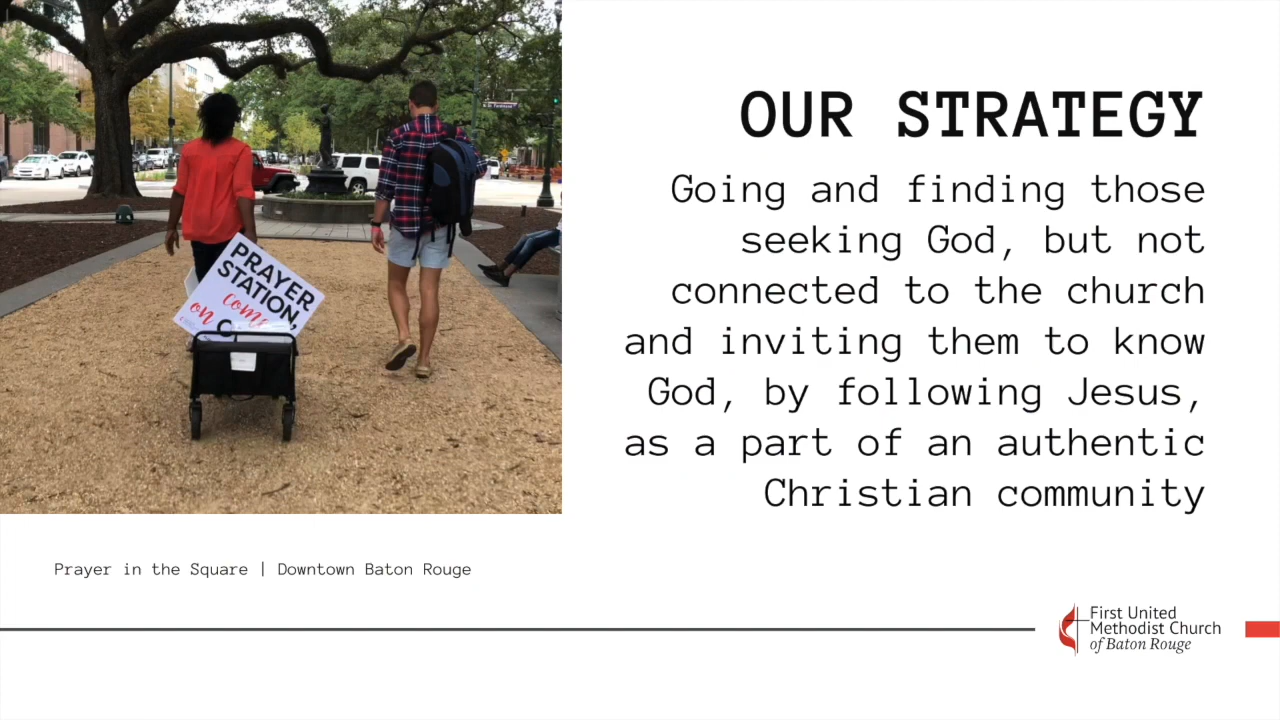 OUR STRATEGY
Going and finding those
seeking God, but not
connected to the church
and inviting them to know
God, by following Jesus,
as a part of an authentic
Christian community
PRAYER
STATION,
come
on
Prayer in the Square | Downtown Baton Rouge
First United
Methodist Church
of Baton Rouge